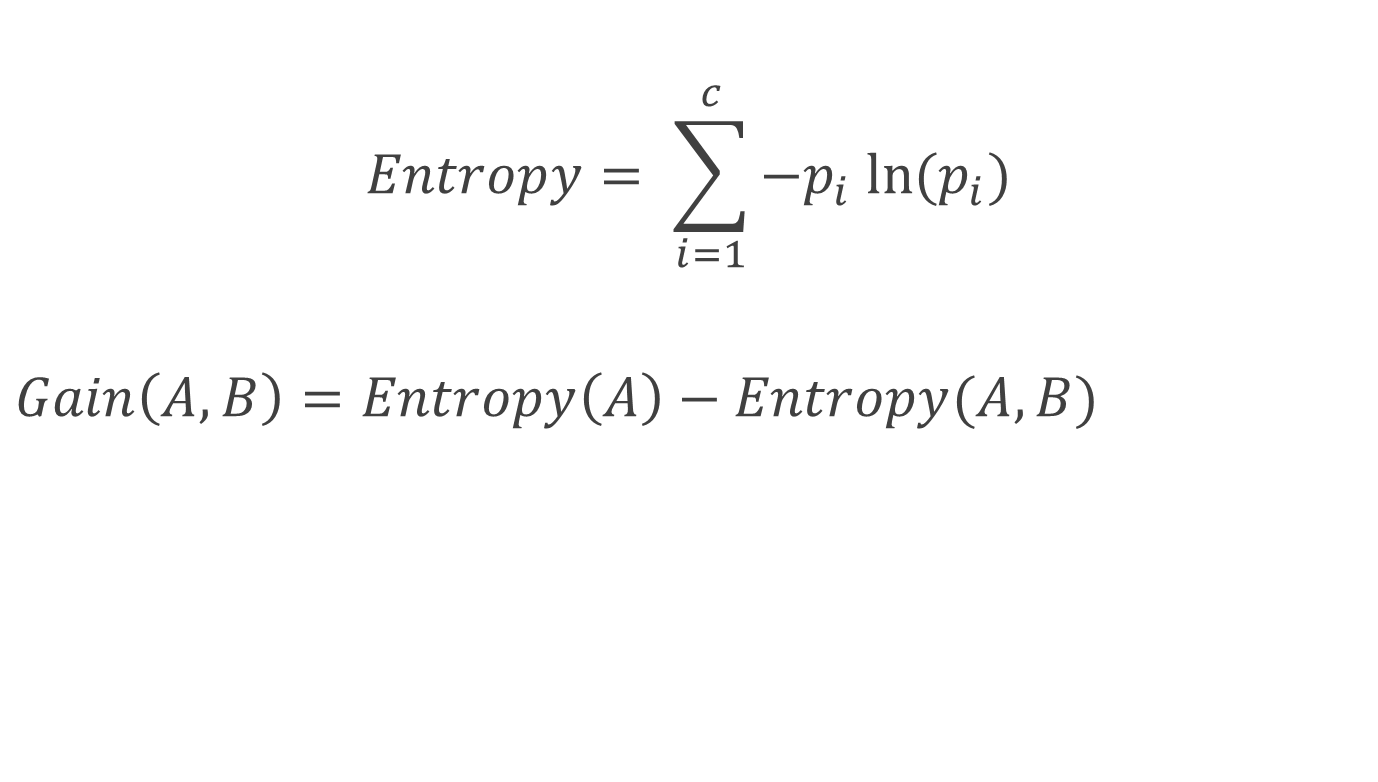 Entropy = ∑_{i=1}^{c} −p_i ln(p_i)
Gain(A, B) = Entropy(A) − Entropy(A, B)